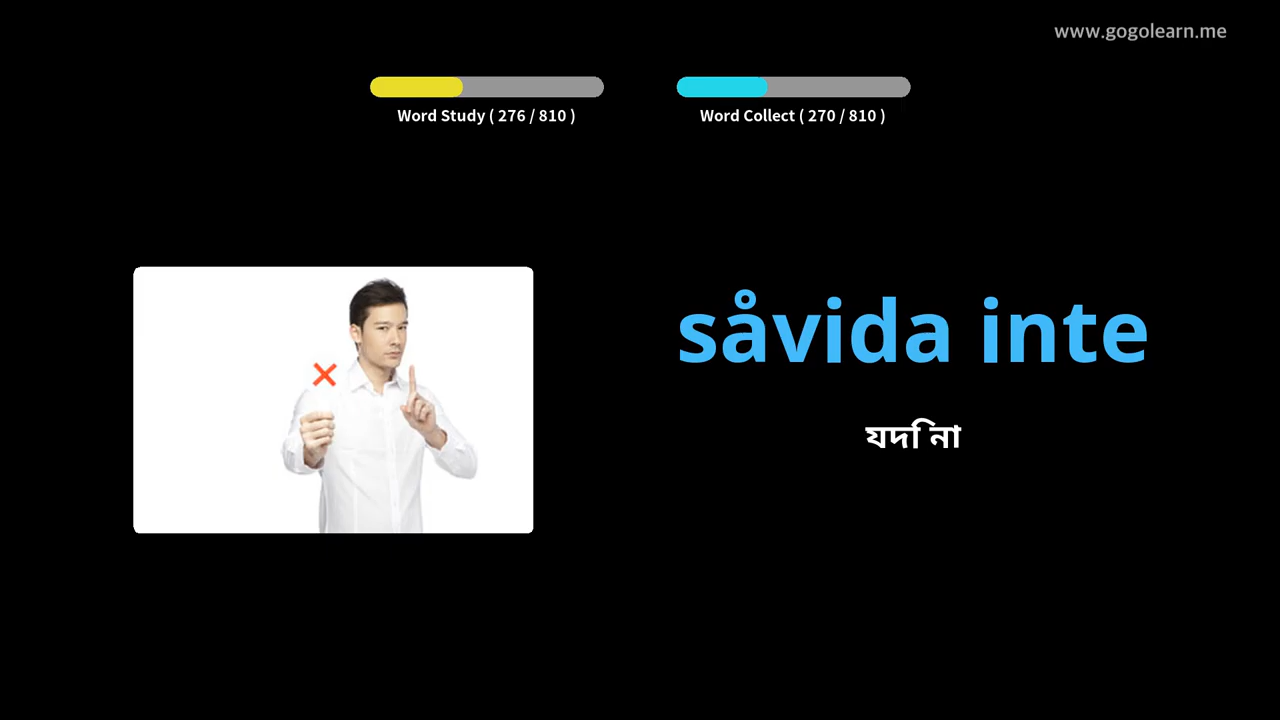 www.gogolearn.me
Word Study ( 276 / 810 )
Word Collect ( 270 / 810 )
såvida inte
যদি না